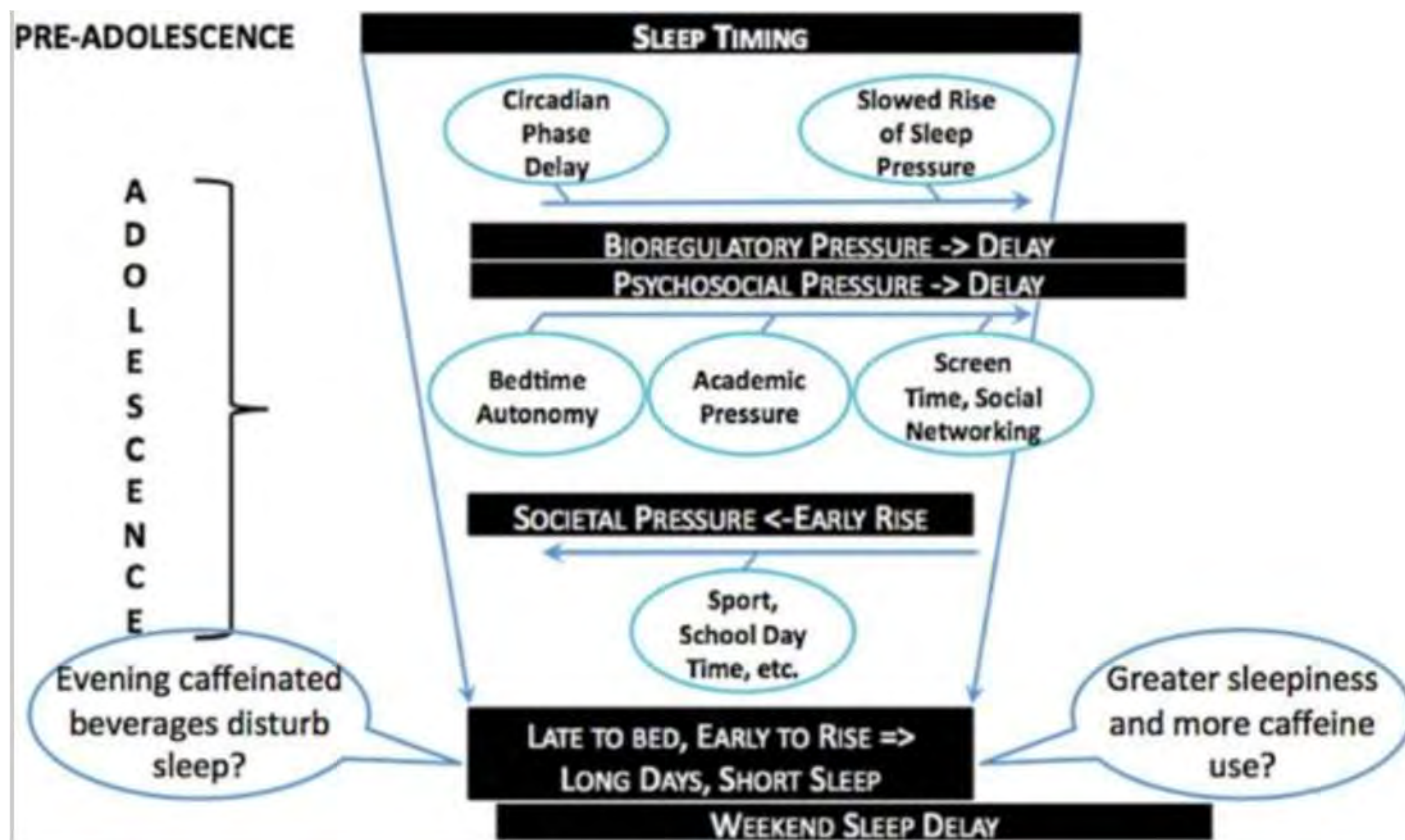 PRE-ADOLESCENCE
SLEEP TIMING
Circadian
Phase
Delay
Slowed Rise
of Sleep
Pressure
A
D
O
L
E
S
C
E
N
C
E
BIOREGULATORY PRESSURE -> DELAY
PSYCHOSOCIAL PRESSURE -> DELAY
Bedtime
Autonomy
Academic
Pressure
Screen
Time, Social
Networking
SOCIETAL PRESSURE <-EARLY RISE
Sport,
School Day
Time, etc.
Evening caffeinated
beverages disturb
sleep?
LATE TO BED, EARLY TO RISE =>
LONG DAYS, SHORT SLEEP
Greater sleepiness
and more caffeine
use?
WEEKEND SLEEP DELAY